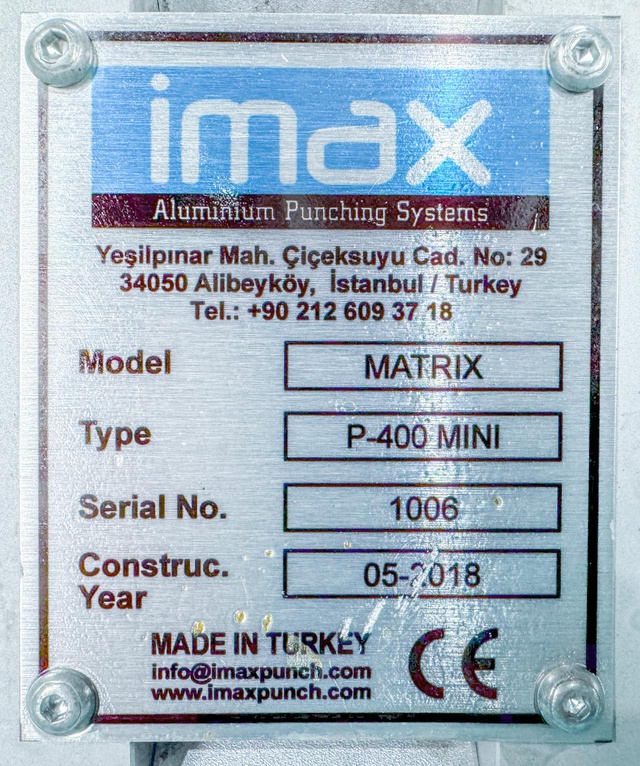 imax
Aluminium Punching Systems
Yeşilpınar Mah. Çiçeksuyu Cad. No: 29
34050 Alibeyköy, İstanbul / Turkey
Tel.: +90 212 609 37 18
Model MATRIX
Type P-400 MINI
Serial No. 1006
Construc. Year 05-2018
MADE IN TURKEY
info@imaxpunch.com
www.imaxpunch.com
CE